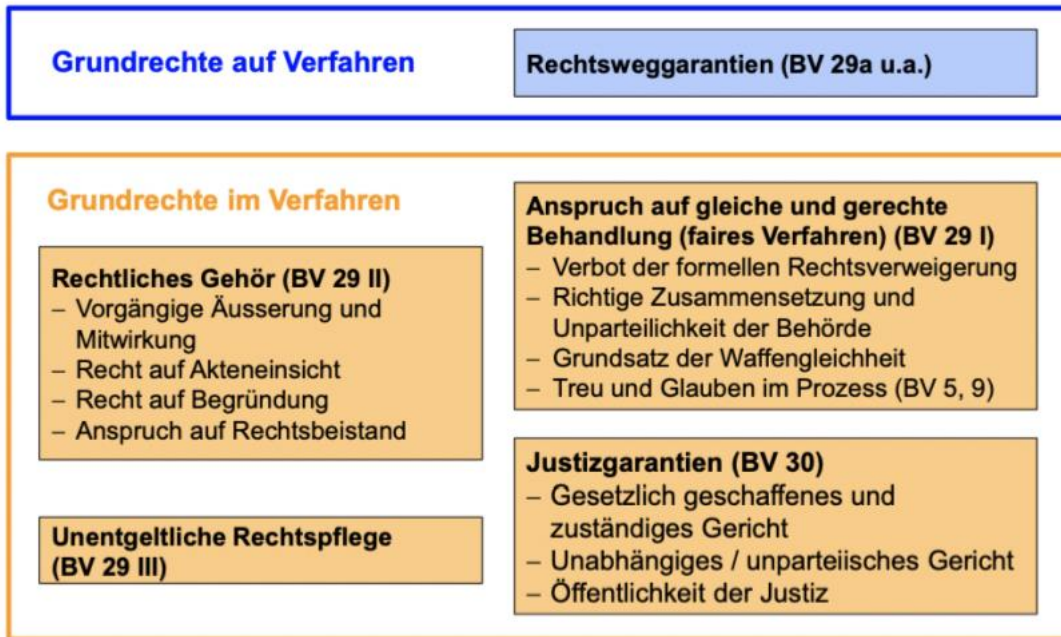 Grundrechte auf Verfahren
Rechtsweggarantien (BV 29a u.a.)
Grundrechte im Verfahren
Rechtliches Gehör (BV 29 II)
– Vorgängige Äusserung und
Mitwirkung
– Recht auf Akteneinsicht
– Recht auf Begründung
– Anspruch auf Rechtsbeistand
Unentgeltliche Rechtspflege
(BV 29 III)
Anspruch auf gleiche und gerechte
Behandlung (faires Verfahren) (BV 29 I)
– Verbot der formellen Rechtsverweigerung
– Richtige Zusammensetzung und
Unparteilichkeit der Behörde
– Grundsatz der Waffengleichheit
– Treu und Glauben im Prozess (BV 5, 9)
Justizgarantien (BV 30)
– Gesetzlich geschaffenes und
zuständiges Gericht
– Unabhängiges / unparteiisches Gericht
– Öffentlichkeit der Justiz